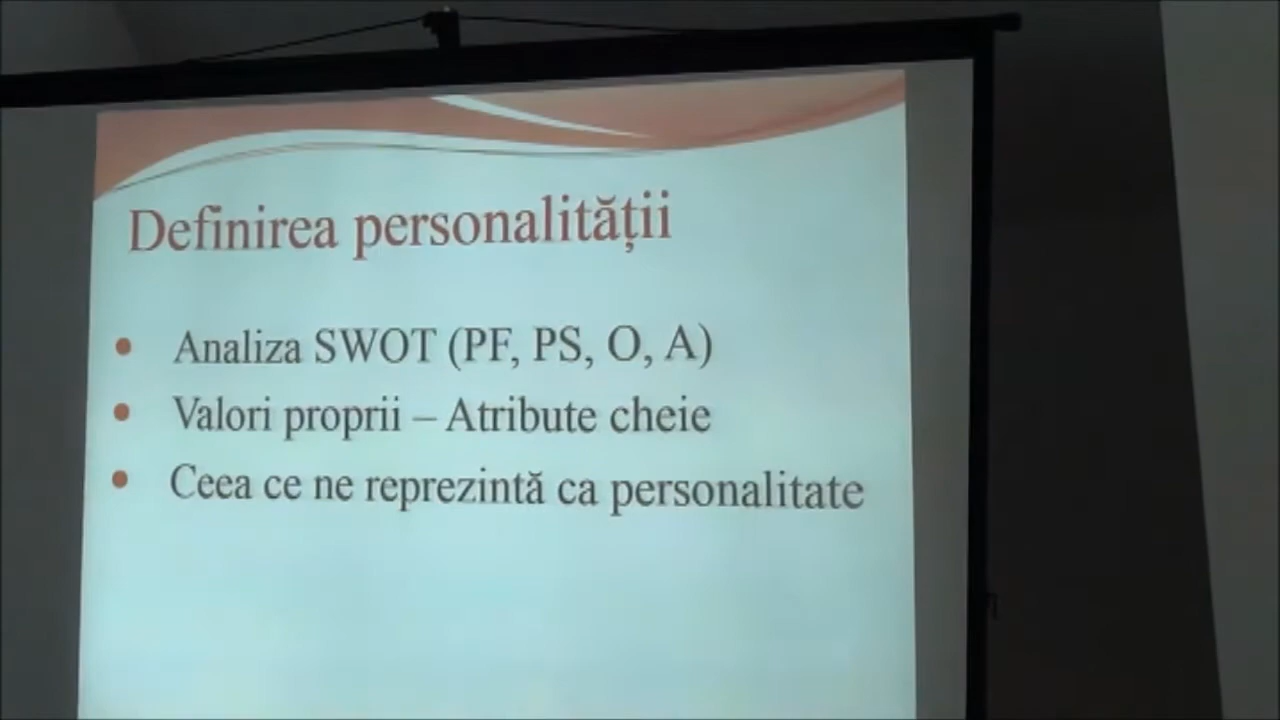 Definirea personalității
• Analiza SWOT (PF, PS, O, A)
• Valori proprii – Atribute cheie
• Ceea ce ne reprezintă ca personalitate